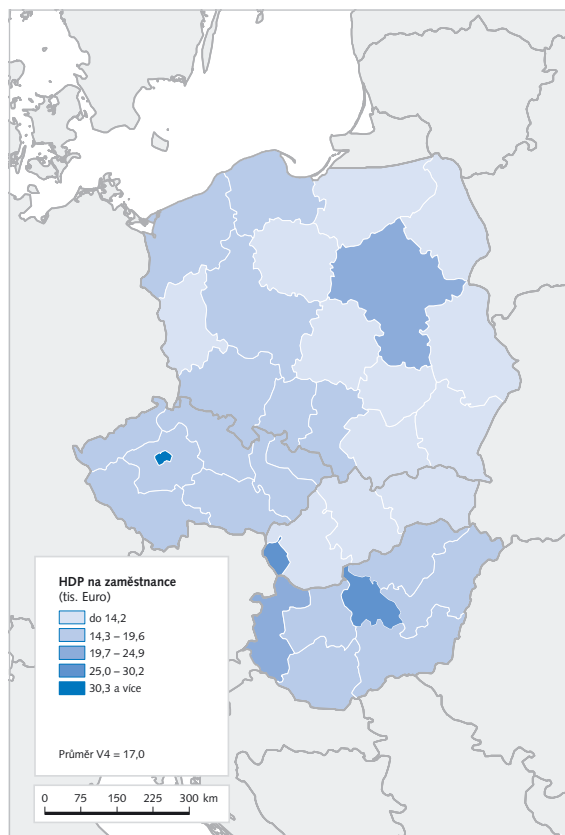 HDP na zaměstnance
(tis. Euro)
do 14,2
14,3 – 19,6
19,7 – 24,9
25,0 – 30,2
30,3 a více
Průměr V4 = 17,0
0 75 150 225 300 km